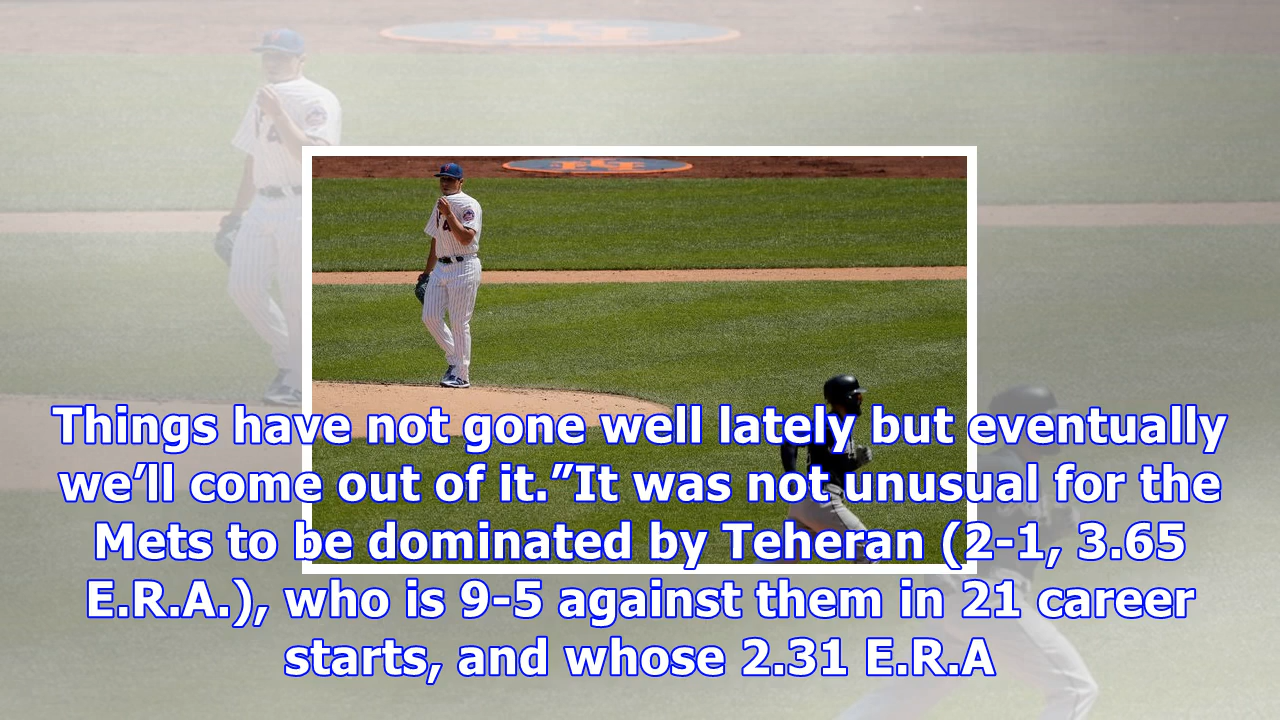 Things have not gone well lately but eventually
we’ll come out of it.”It was not unusual for the
Mets to be dominated by Teheran (2-1, 3.65
E.R.A.), who is 9-5 against them in 21 career
starts, and whose 2.31 E.R.A